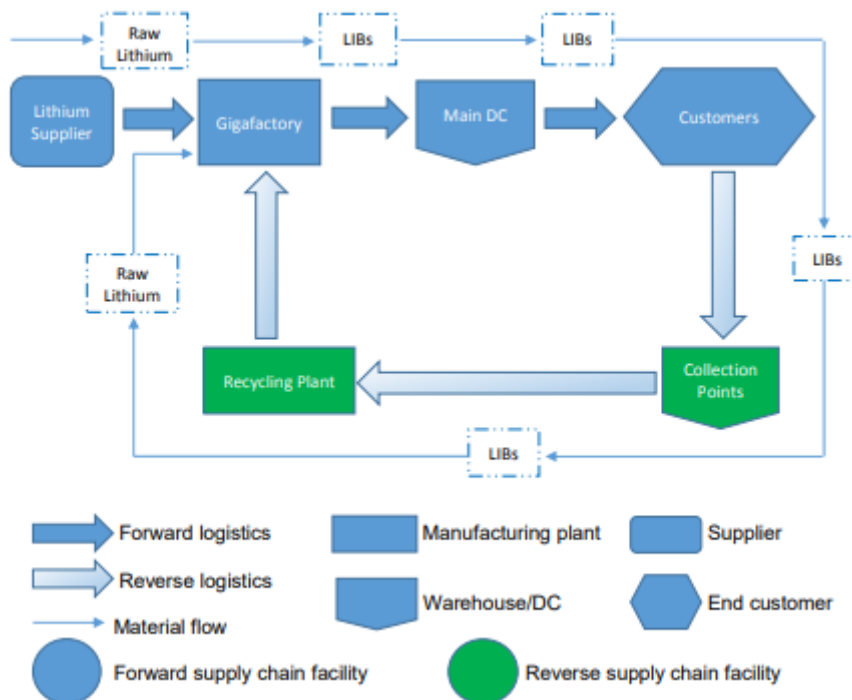 Raw
Lithium
LIBs
LIBs
Lithium
Supplier
Gigafactory
Main DC
Customers
LIBs
Raw
Lithium
Recycling Plant
Collection
Points
LIBs
Forward logistics
Manufacturing plant
Supplier
Reverse logistics
Warehouse/DC
End customer
Material flow
Forward supply chain facility
Reverse supply chain facility